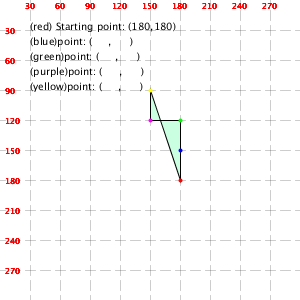 30 60 90 120 150 180 210 240 270
30
(red) Starting point: (180,180)
(blue)point: (    ,    )
(green)point: (    ,    )
(purple)point: (    ,    )
(yellow)point: (    ,    )
90
120
150
180
210
240
270